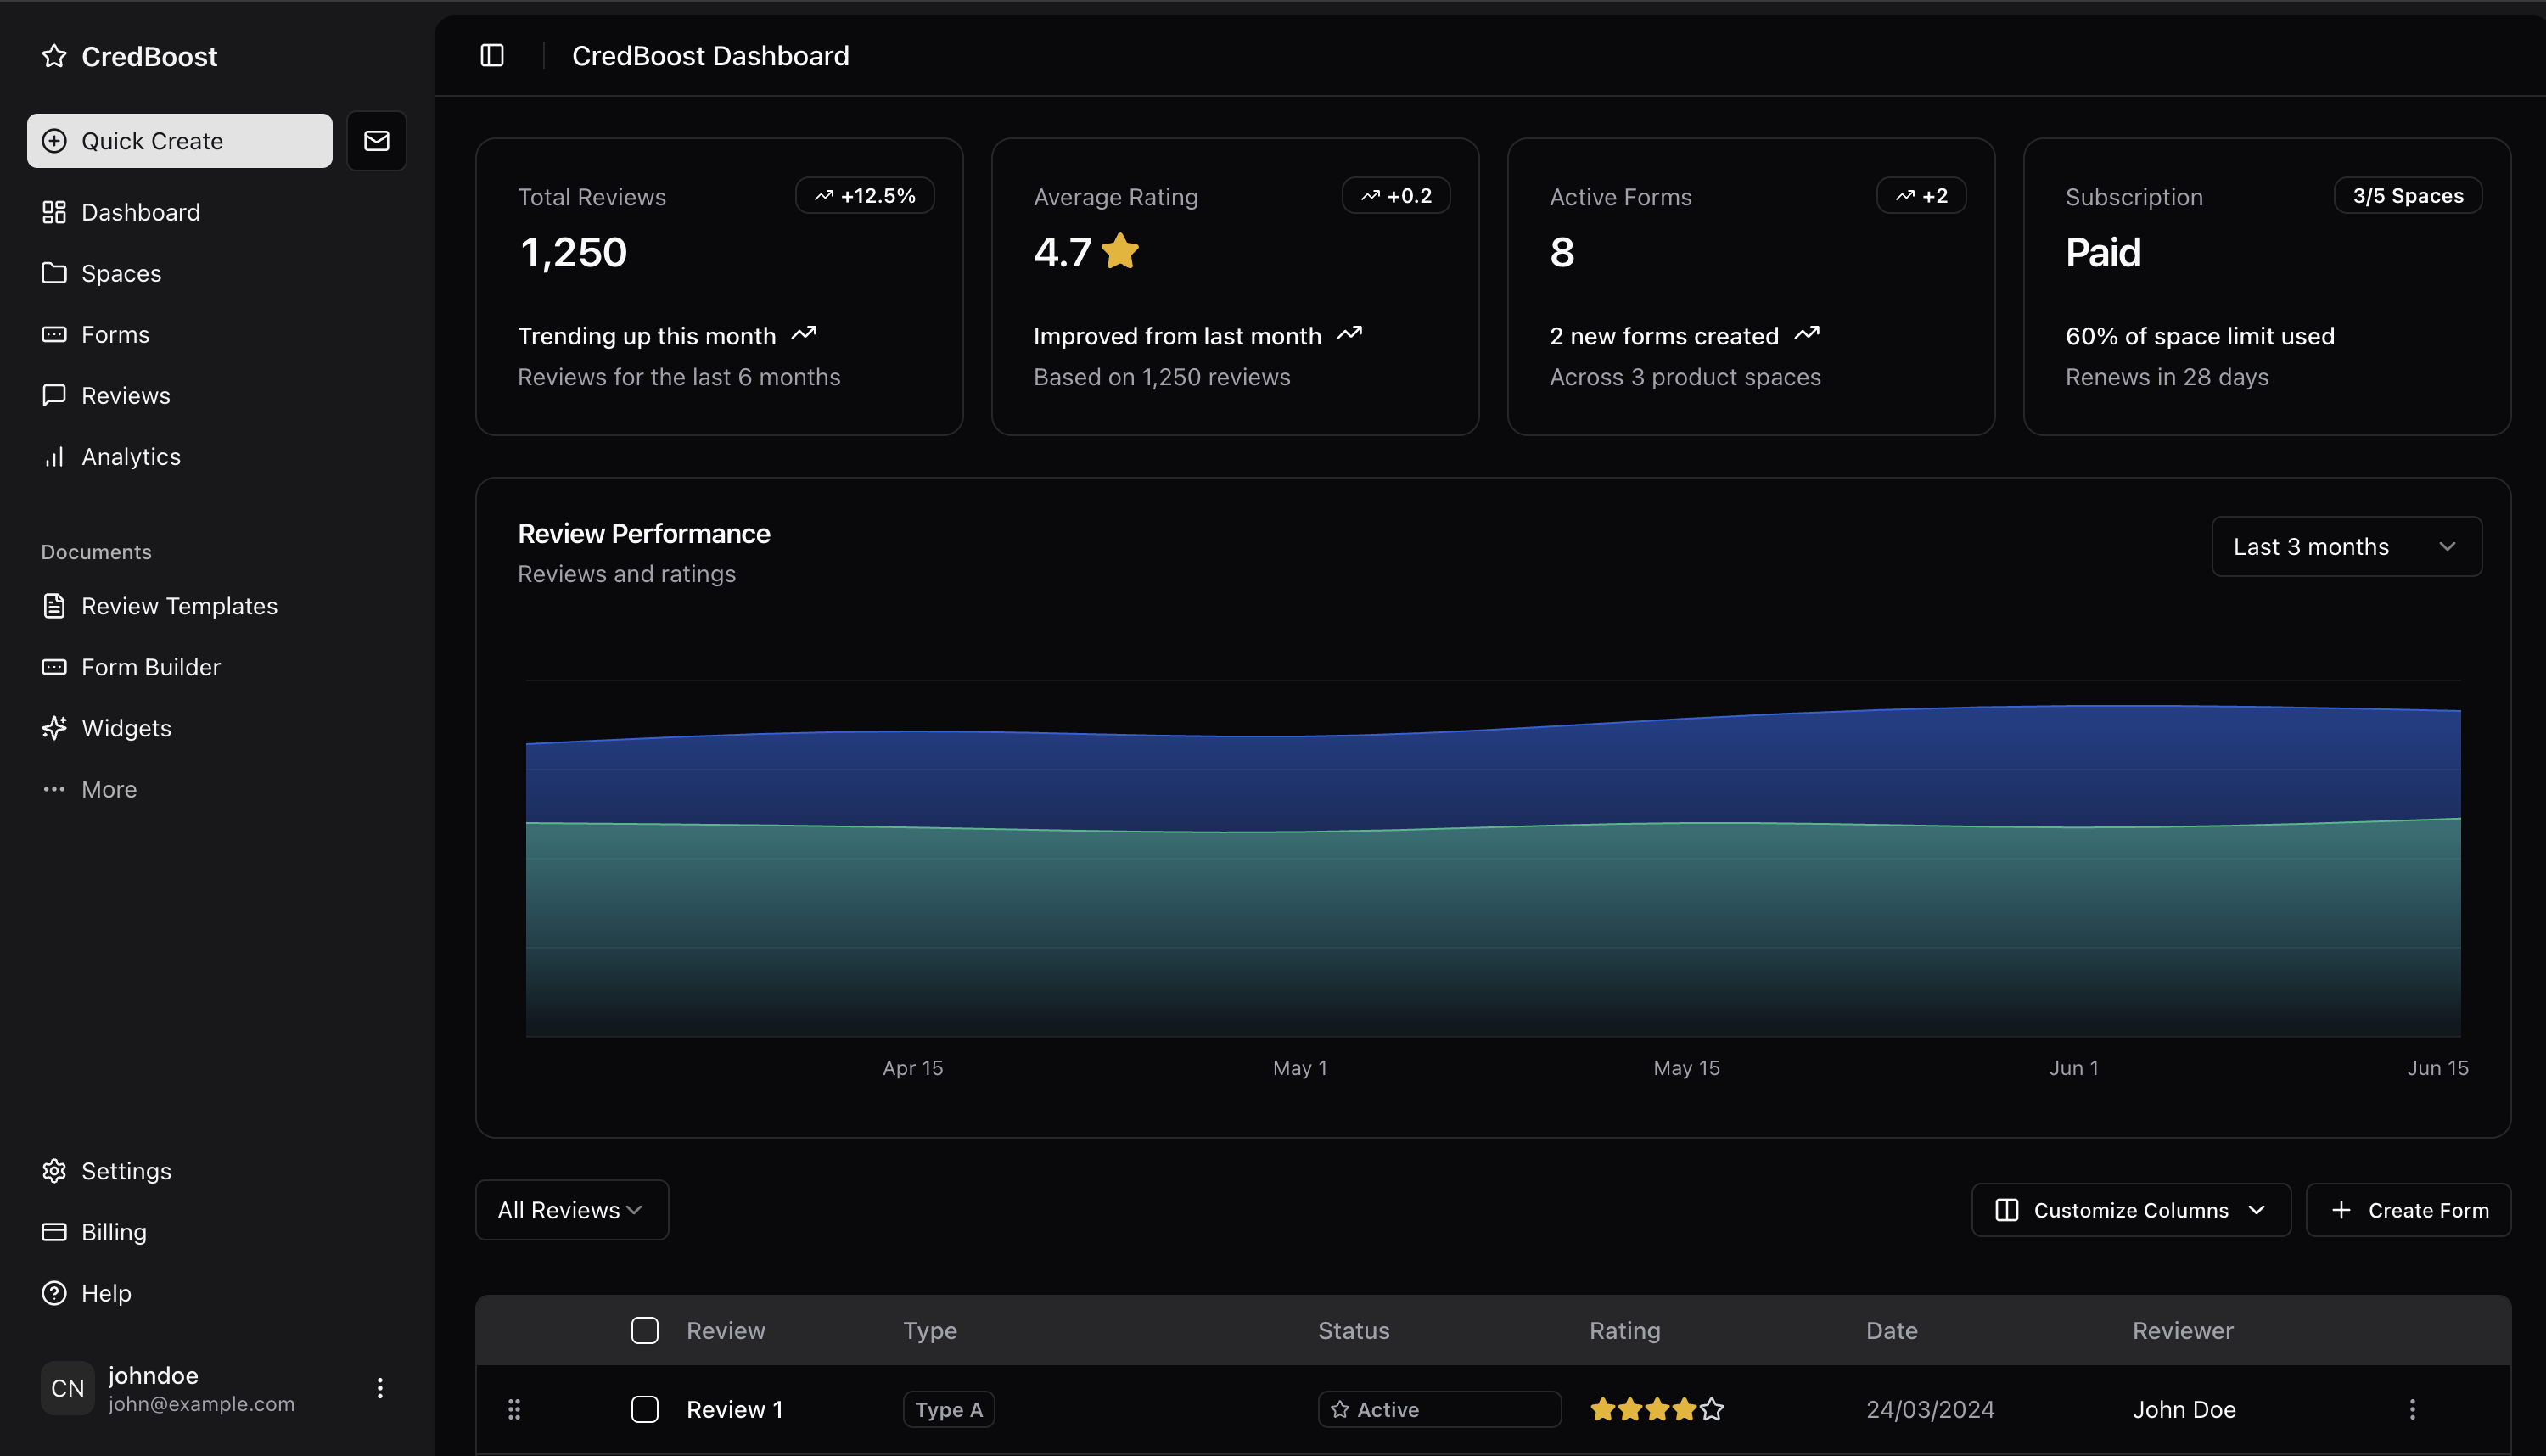 CredBoost
Quick Create
Dashboard
Spaces
Forms
Reviews
Analytics
Documents
Review Templates
Form Builder
Widgets
More
Settings
Billing
Help
CN
johndoe
john@example.com
CredBoost Dashboard
Total Reviews
+12.5%
1,250
Trending up this month
Reviews for the last 6 months
Average Rating
+0.2
4.7
Improved from last month
Based on 1,250 reviews
Active Forms
+2
8
2 new forms created
Across 3 product spaces
Subscription
3/5 Spaces
Paid
60% of space limit used
Renews in 28 days
Review Performance
Reviews and ratings
Last 3 months
Apr 15 May 1 May 15 Jun 1 Jun 15
All Reviews
Customize Columns
Create Form
Review Type Status Rating Date Reviewer
Review 1 Type A Active 24/03/2024 John Doe